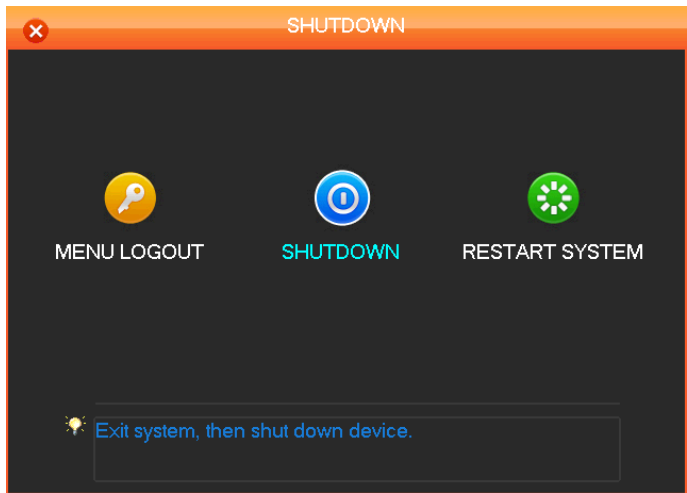 SHUTDOWN
MENU LOGOUT
SHUTDOWN
RESTART SYSTEM
Exit system, then shut down device.